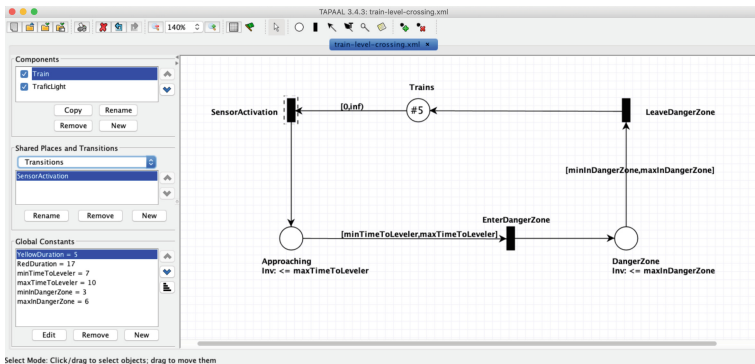 TAPAAL 3.4.3: train-level-crossing.xml
140%
train-level-crossing.xml
Components
Train
TraficLight
Copy Rename
Remove New
Shared Places and Transitions
Transitions
SensorActivation
Rename Remove New
Global Constants
YellowDuration = 5
RedDuration = 17
minTimeToLeveler = 7
maxTimeToLeveler = 10
minInDangerZone = 3
maxInDangerZone = 6
Edit Remove New
Trains
SensorActivation
[0,inf)
#5
LeaveDangerZone
[minInDangerZone,maxInDangerZone]
EnterDangerZone
[minTimeToLeveler,maxTimeToLeveler]
Approaching
Inv: <= maxTimeToLeveler
DangerZone
Inv: <= maxInDangerZone
Select Mode: Click/drag to select objects; drag to move them